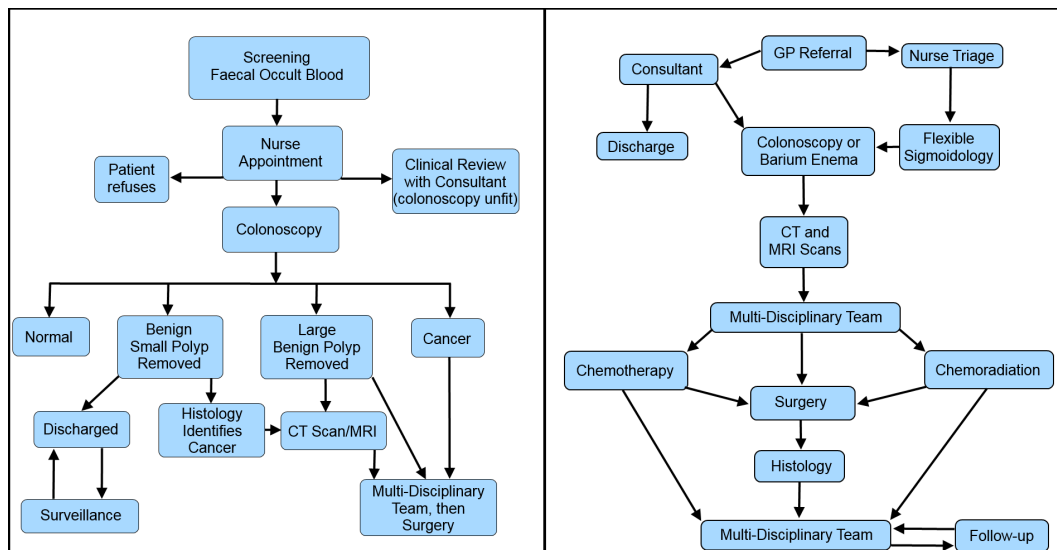 Screening
Faecal Occult Blood
Nurse
Appointment
Patient
refuses
Clinical Review
with Consultant
(colonoscopy unfit)
Colonoscopy
Normal
Benign
Small Polyp
Removed
Large
Benign Polyp
Removed
Cancer
Discharged
Histology
Identifies
Cancer
CT Scan/MRI
Surveillance
Multi-Disciplinary
Team, then
Surgery
GP Referral
Consultant
Nurse Triage
Discharge
Colonoscopy or
Barium Enema
Flexible
Sigmoidology
CT and
MRI Scans
Multi-Disciplinary Team
Chemotherapy
Chemoradiation
Surgery
Histology
Multi-Disciplinary Team
Follow-up